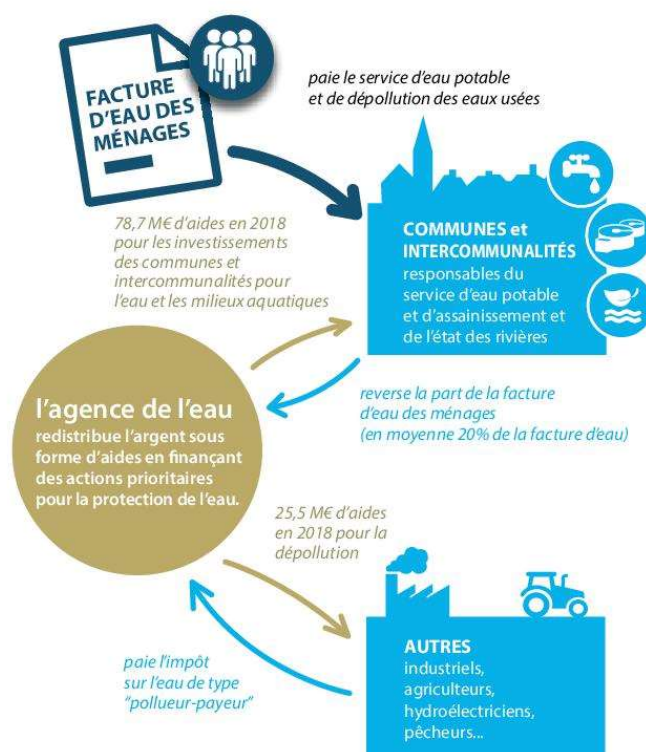 FACTURE
D'EAU DES
MÉNAGES
paie le service d'eau potable
et de dépollution des eaux usées
78,7 M€ d'aides en 2018
pour les investissements
des communes et
intercommunalités pour
l'eau et les milieux aquatiques
COMMUNES et
INTERCOMMUNALITÉS
responsables du
service d'eau potable
et d'assainissement et
de l'état des rivières
reverse la part de la facture
d'eau des ménages
(en moyenne 20% de la facture d'eau)
l'agence de l'eau
redistribue l'argent sous
forme d'aides en finançant
des actions prioritaires
pour la protection de l'eau.
25,5 M€ d'aides
en 2018 pour la
dépollution
paie l'impôt
sur l'eau de type
"pollueur-payeur"
AUTRES
industriels,
agriculteurs,
hydroélectriciens,
pêcheurs...